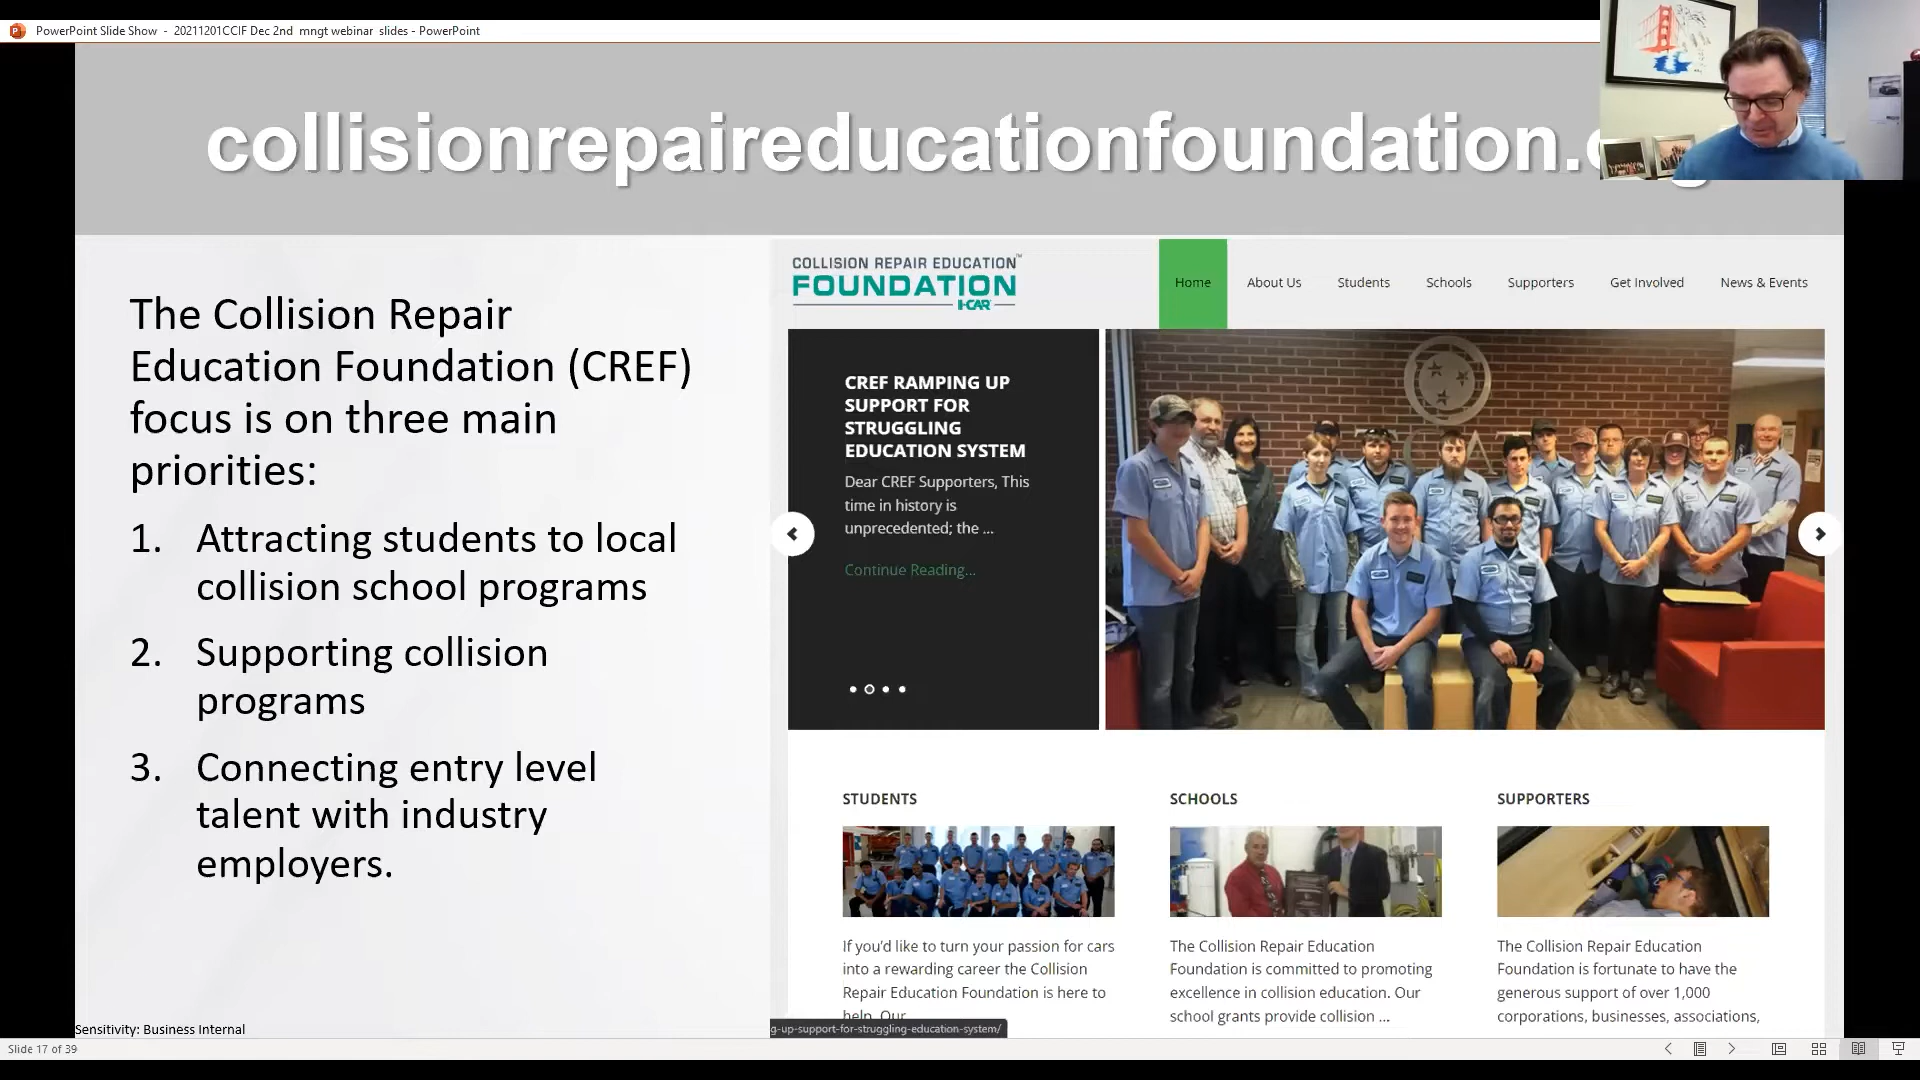 PowerPoint Slide Show - 20211201CCIF Dec 2nd mngt webinar slides - PowerPoint
collisionrepaireducationfoundation.
The Collision Repair
Education Foundation (CREF)
focus is on three main
priorities:
1. Attracting students to local
collision school programs
2. Supporting collision
programs
3. Connecting entry level
talent with industry
employers.
COLLISION REPAIR EDUCATION™
FOUNDATION
I-CAR
Home
About Us
Students
Schools
Supporters
Get Involved
News & Events
CREF RAMPING UP
SUPPORT FOR
STRUGGLING
EDUCATION SYSTEM
Dear CREF Supporters, This
time in history is
unprecedented; the ...
Continue Reading...
STUDENTS
If you'd like to turn your passion for cars
into a rewarding career the Collision
Repair Education Foundation is here to
help. Our
SCHOOLS
The Collision Repair Education
Foundation is committed to promoting
excellence in collision education. Our
school grants provide collision ...
SUPPORTERS
The Collision Repair Education
Foundation is fortunate to have the
generous support of over 1,000
corporations, businesses, associations,
g-up-support-for-struggling-education-system/
Sensitivity: Business Internal
Slide 17 of 39